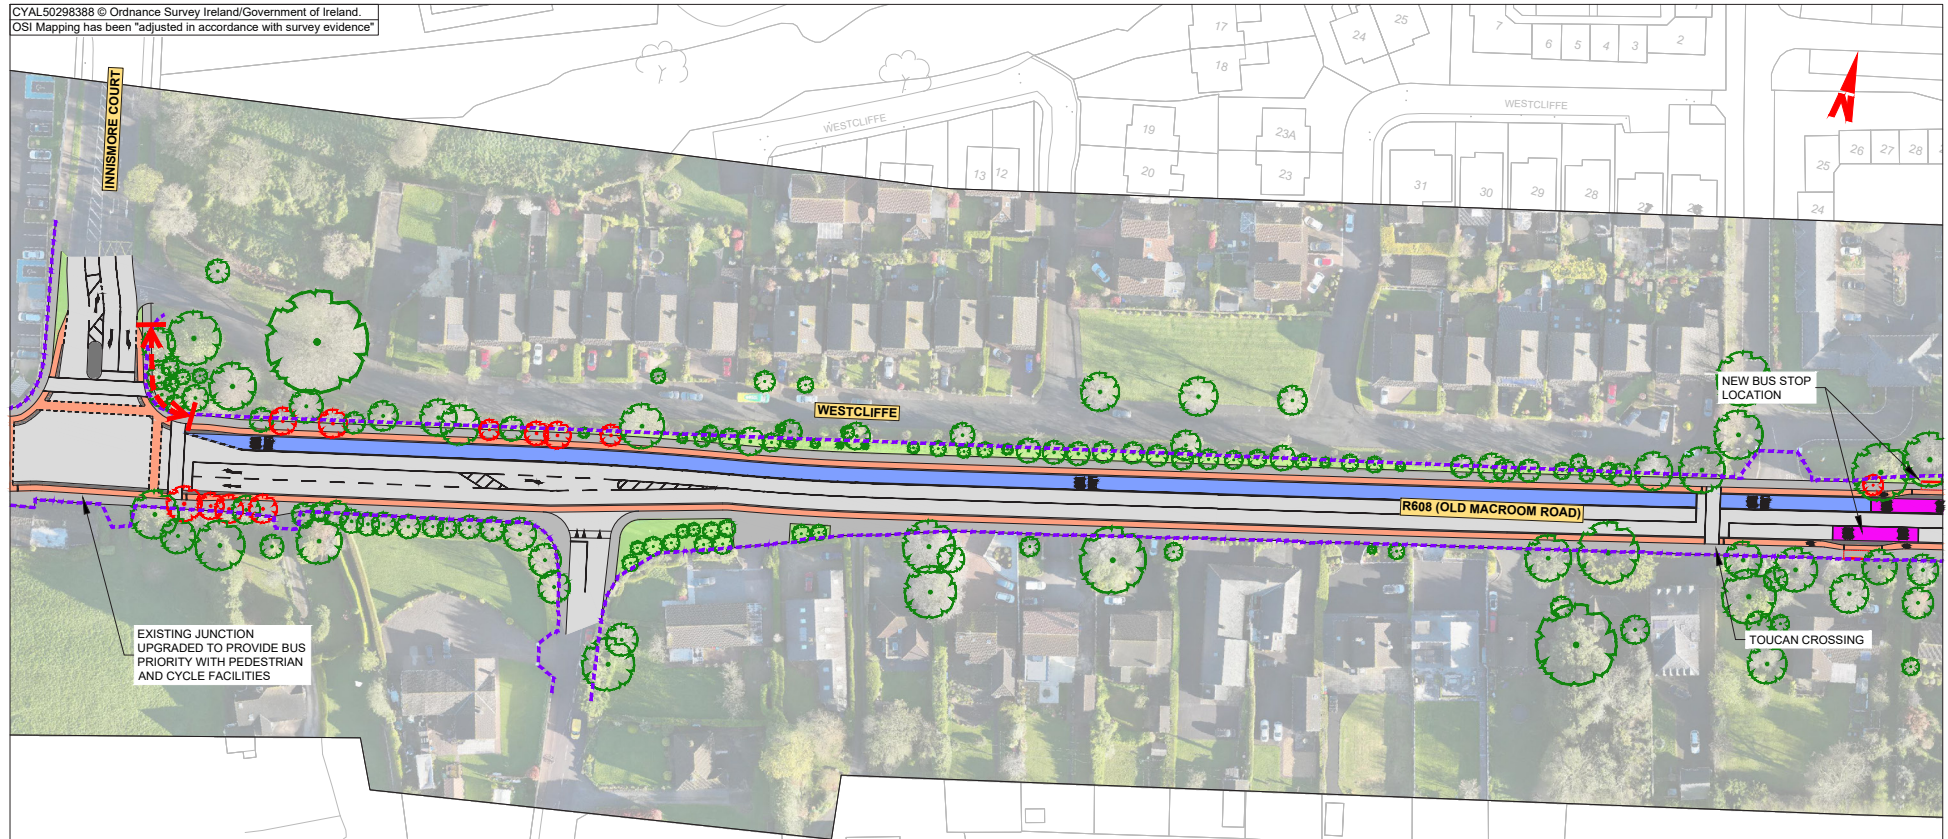 CYAL50298388 © Ordnance Survey Ireland/Government of Ireland.
OSI Mapping has been "adjusted in accordance with survey evidence"
INNISMORE COURT
17
18
25
24
7
6
5
4
3
2
N
WESTCLIFFE
WESTCLIFFE
19
20
23A
23
13
12
31
30
29
28
27
26
25
24
26
27
28
NEW BUS STOP
LOCATION
WESTCLIFFE
R608 (OLD MACROOM ROAD)
EXISTING JUNCTION
UPGRADED TO PROVIDE BUS
PRIORITY WITH PEDESTRIAN
AND CYCLE FACILITIES
TOUCAN CROSSING